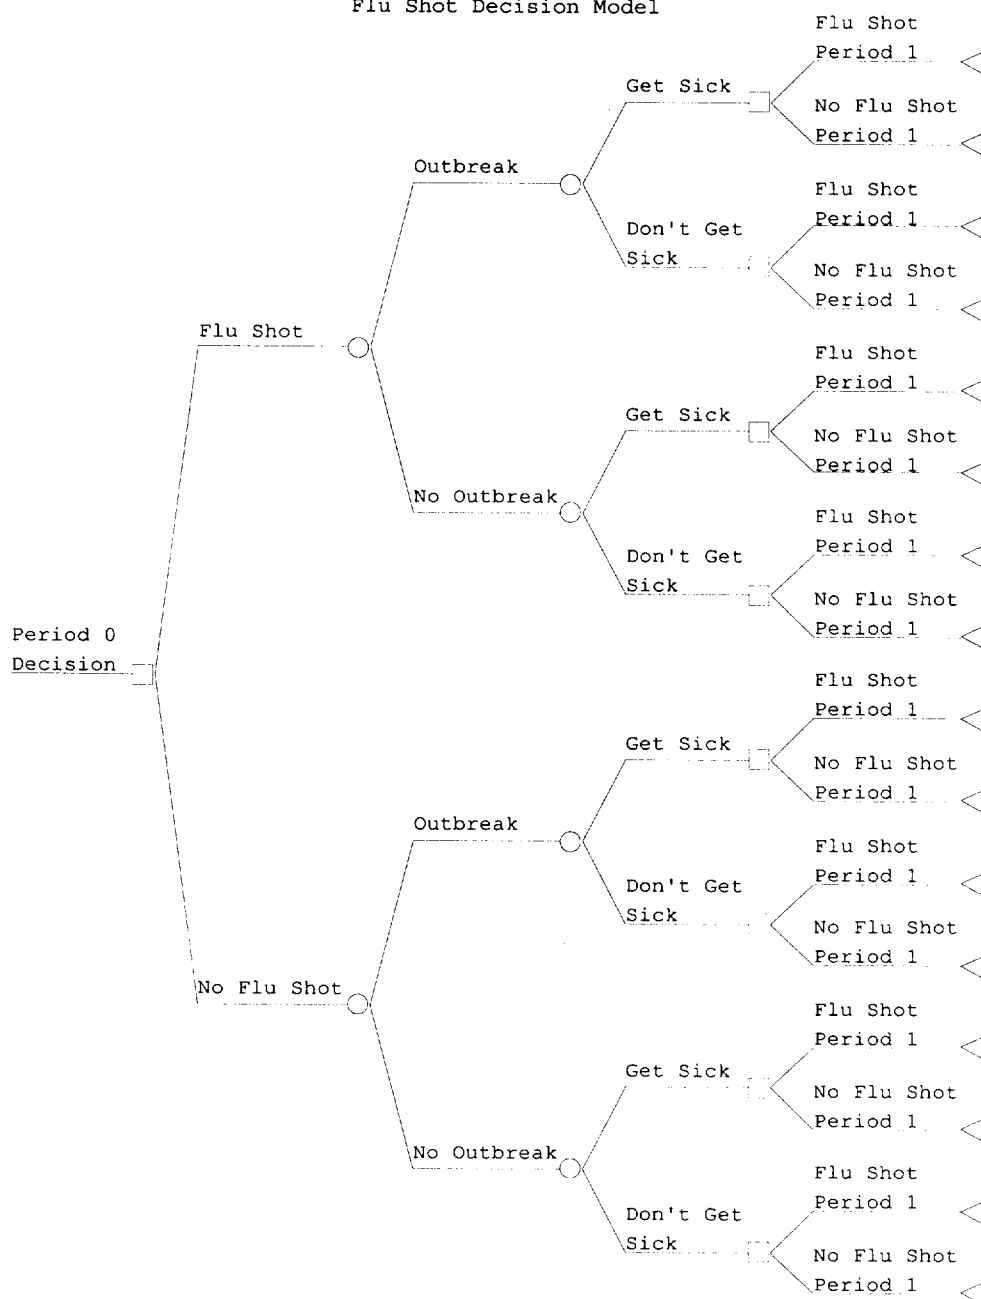 Flu Shot Decision Model
Flu Shot
Period 1
Get Sick
No Flu Shot
Period 1
Outbreak
Flu Shot
Period 1
Don't Get
Sick
No Flu Shot
Period 1
Flu Shot
Flu Shot
Period 1
Get Sick
No Flu Shot
Period 1
No Outbreak
Flu Shot
Period 1
Don't Get
Sick
No Flu Shot
Period 1
Period 0
Decision
Flu Shot
Period 1
Get Sick
No Flu Shot
Period 1
Outbreak
Flu Shot
Period 1
Don't Get
Sick
No Flu Shot
Period 1
No Flu Shot
Flu Shot
Period 1
Get Sick
No Flu Shot
Period 1
No Outbreak
Flu Shot
Period 1
Don't Get
Sick
No Flu Shot
Period 1